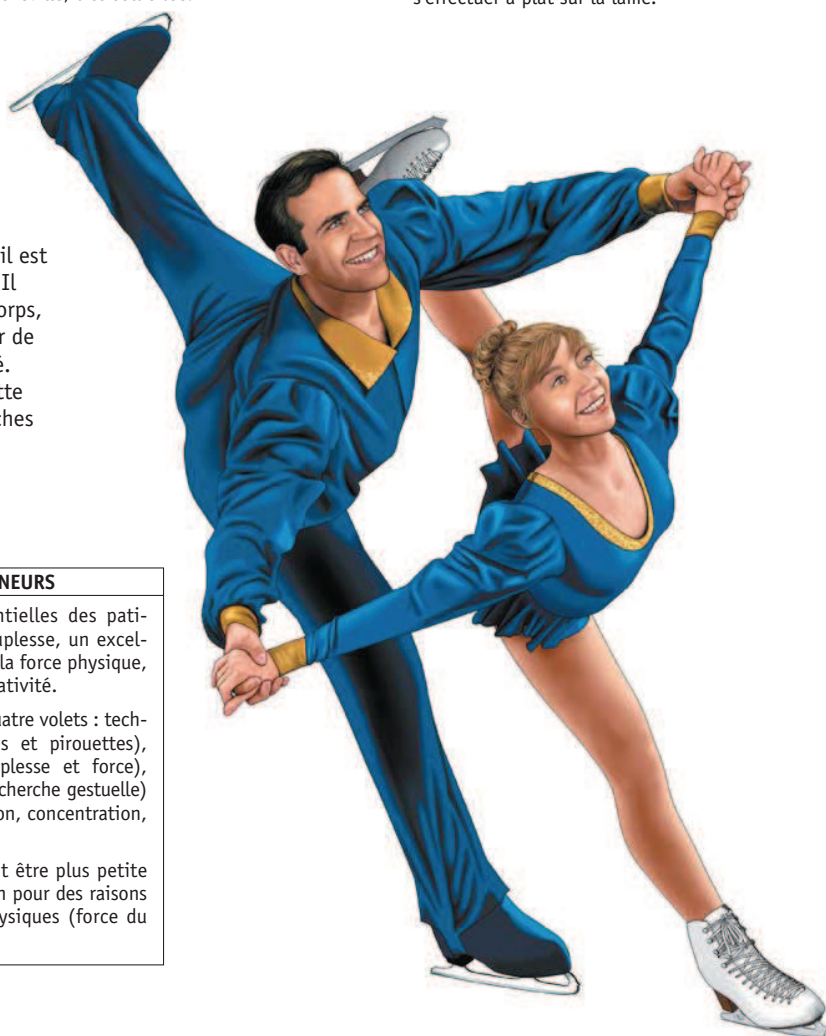 s'effectuer à plat sur la lame.
il est
Il
orps,
r de
é.
tte
ches
NEURS
ntielles des pati-
uplesse, un excel-
la force physique,
ativité.
uatre volets : tech-
s et pirouettes),
plesse et force),
cherche gestuelle)
on, concentration,
t être plus petite
n pour des raisons
ysiques (force du